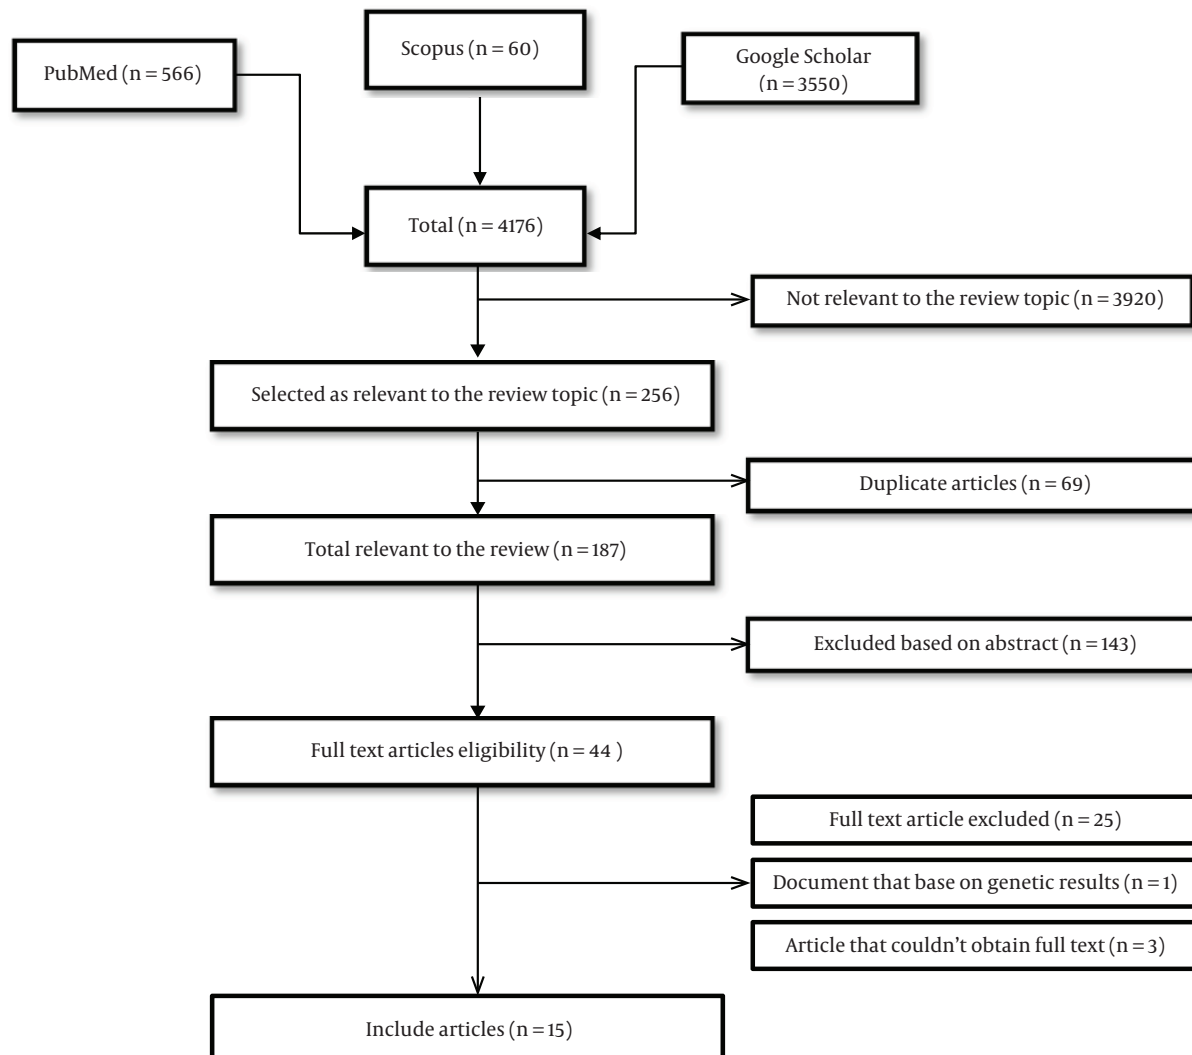 PubMed (n = 566)
Scopus (n = 60)
Google Scholar
(n = 3550)
Total (n = 4176)
Not relevant to the review topic (n = 3920)
Selected as relevant to the review topic (n = 256)
Duplicate articles (n = 69)
Total relevant to the review (n = 187)
Excluded based on abstract (n = 143)
Full text articles eligibility (n = 44 )
Full text article excluded (n = 25)
Document that base on genetic results (n = 1)
Article that couldn't obtain full text (n = 3)
Include articles (n = 15)